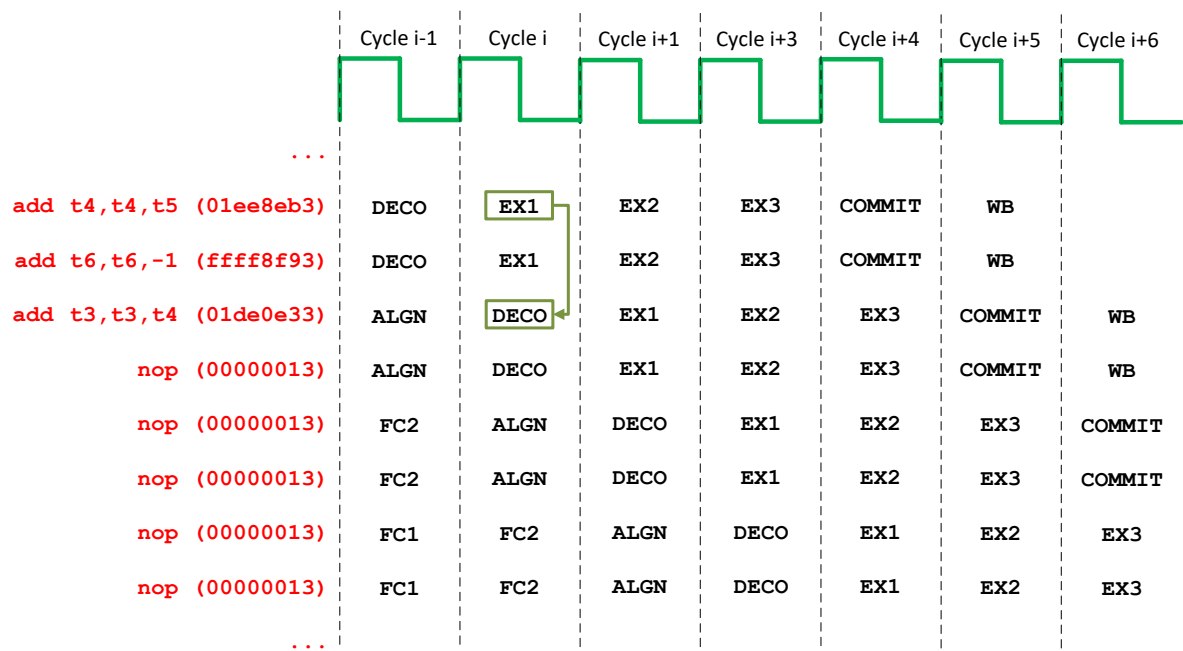 Cycle i-1 Cycle i Cycle i+1 Cycle i+3 Cycle i+4 Cycle i+5 Cycle i+6
...
add t4,t4,t5 (01ee8eb3) DECO EX1 EX2 EX3 COMMIT WB
add t6,t6,-1 (ffff8f93) DECO EX1 EX2 EX3 COMMIT WB
add t3,t3,t4 (01de0e33) ALGN DECO EX1 EX2 EX3 COMMIT WB
nop (00000013) ALGN DECO EX1 EX2 EX3 COMMIT WB
nop (00000013) FC2 ALGN DECO EX1 EX2 EX3 COMMIT
nop (00000013) FC2 ALGN DECO EX1 EX2 EX3 COMMIT
nop (00000013) FC1 FC2 ALGN DECO EX1 EX2 EX3
nop (00000013) FC1 FC2 ALGN DECO EX1 EX2 EX3
...